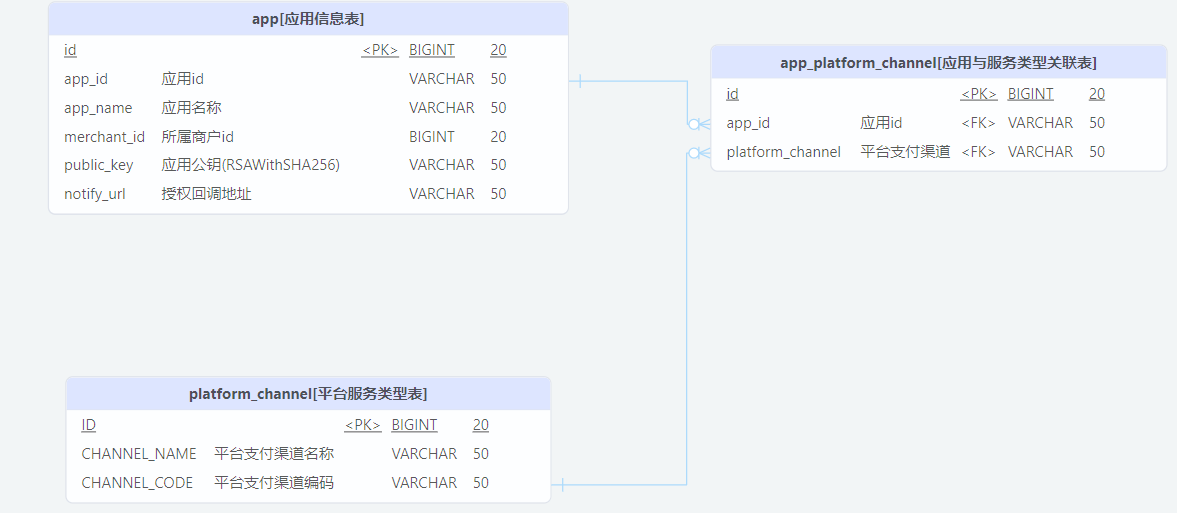 app[应用信息表]
id <PK> BIGINT 20
app_id 应用id VARCHAR 50
app_name 应用名称 VARCHAR 50
merchant_id 所属商户id BIGINT 20
public_key 应用公钥(RSAWithSHA256) VARCHAR 50
notify_url 授权回调地址 VARCHAR 50
app_platform_channel[应用与服务类型关联表]
id <PK> BIGINT 20
app_id 应用id <FK> VARCHAR 50
platform_channel 平台支付渠道 <FK> VARCHAR 50
platform_channel[平台服务类型表]
ID <PK> BIGINT 20
CHANNEL_NAME 平台支付渠道名称 VARCHAR 50
CHANNEL_CODE 平台支付渠道编码 VARCHAR 50